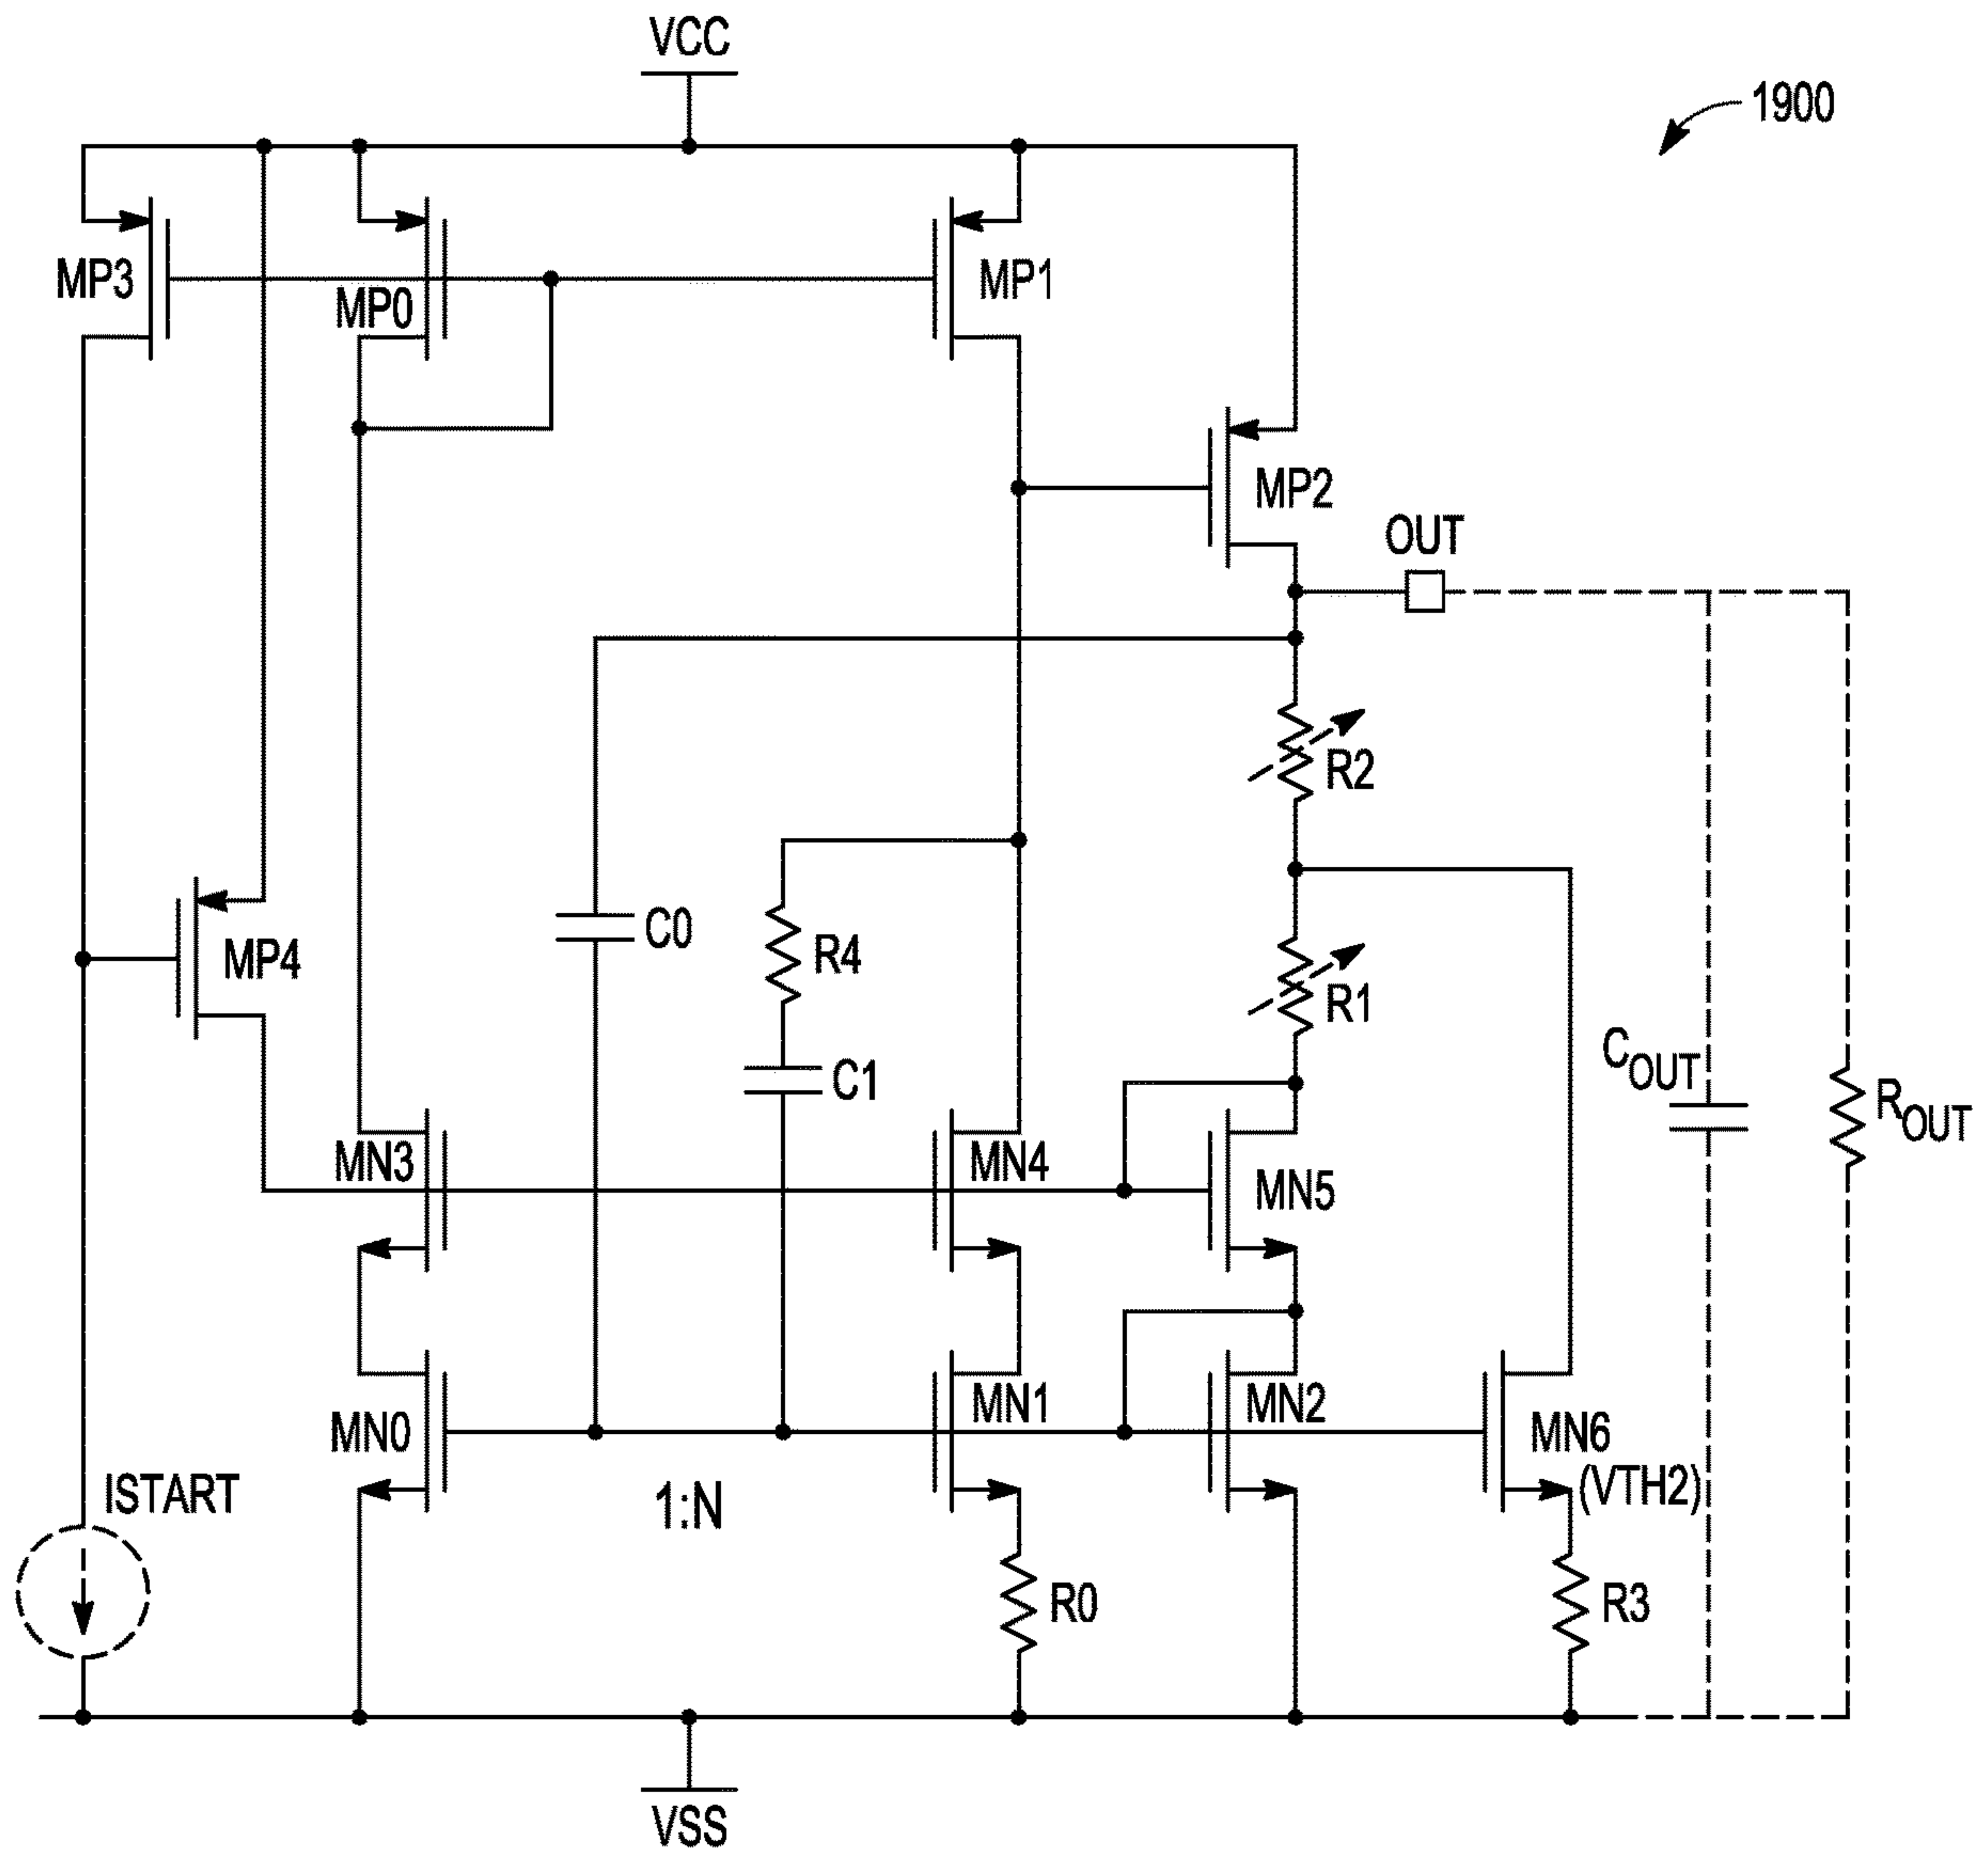 VCC
1900
MP3
MP0
MP1
MP2
OUT
R2
MP4
C0
R4
R1
C1
COUT
ROUT
MN3
MN4
MN5
MN0
MN1
MN2
MN6
(VTH2)
ISTART
1:N
R0
R3
VSS